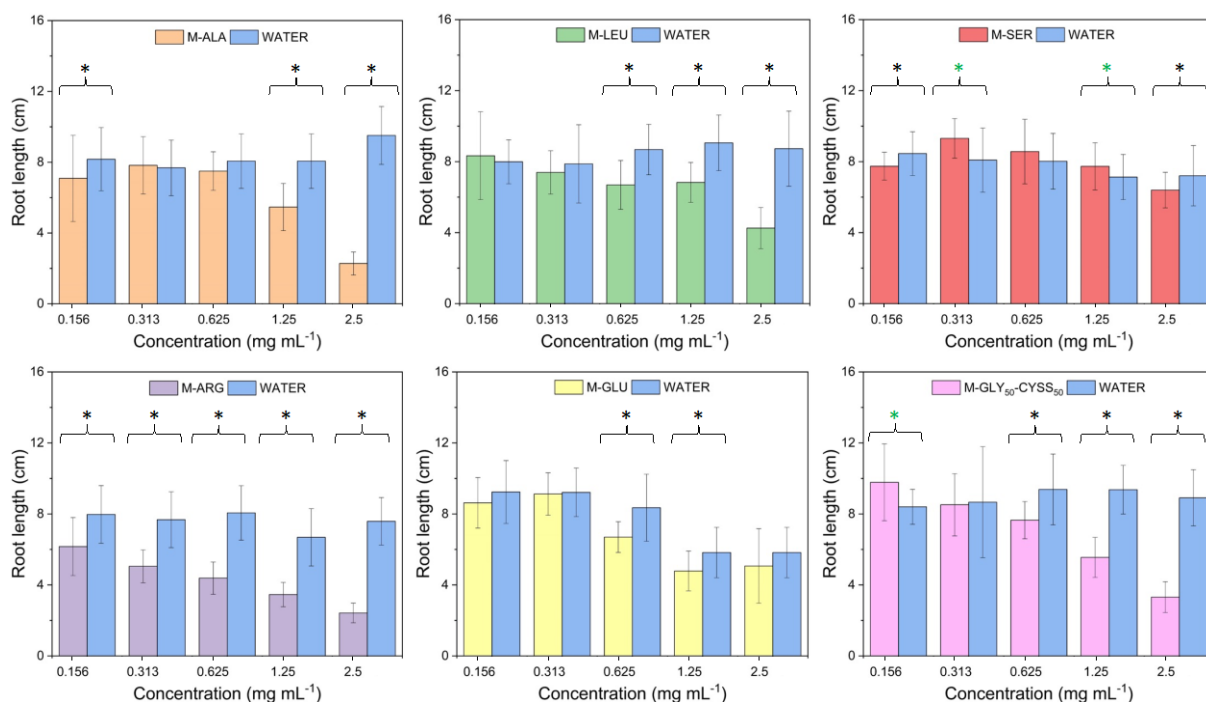 M-ALA WATER
*
*
*
Root length (cm)
16
12
8
4
0
0.156 0.313 0.625 1.25 2.5
Concentration (mg mL⁻¹)
M-LEU WATER
*
*
*
Root length (cm)
16
12
8
4
0
0.156 0.313 0.625 1.25 2.5
Concentration (mg mL⁻¹)
M-SER WATER
*
*
*
*
Root length (cm)
16
12
8
4
0
0.156 0.313 0.625 1.25 2.5
Concentration (mg mL⁻¹)
M-ARG WATER
*
*
*
*
*
Root length (cm)
16
12
8
4
0
0.156 0.313 0.625 1.25 2.5
Concentration (mg mL⁻¹)
M-GLU WATER
*
*
Root length (cm)
16
12
8
4
0
0.156 0.313 0.625 1.25 2.5
Concentration (mg mL⁻¹)
M-GLY₅₀-CYSS₅₀ WATER
*
*
*
*
Root length (cm)
16
12
8
4
0
0.156 0.313 0.625 1.25 2.5
Concentration (mg mL⁻¹)